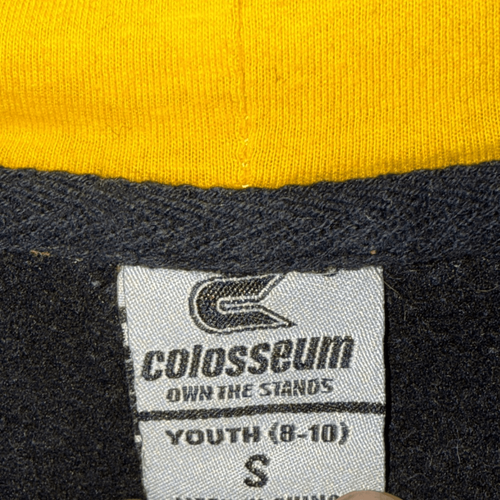 colosseum
OWN THE STANDS
YOUTH (8-10)
S